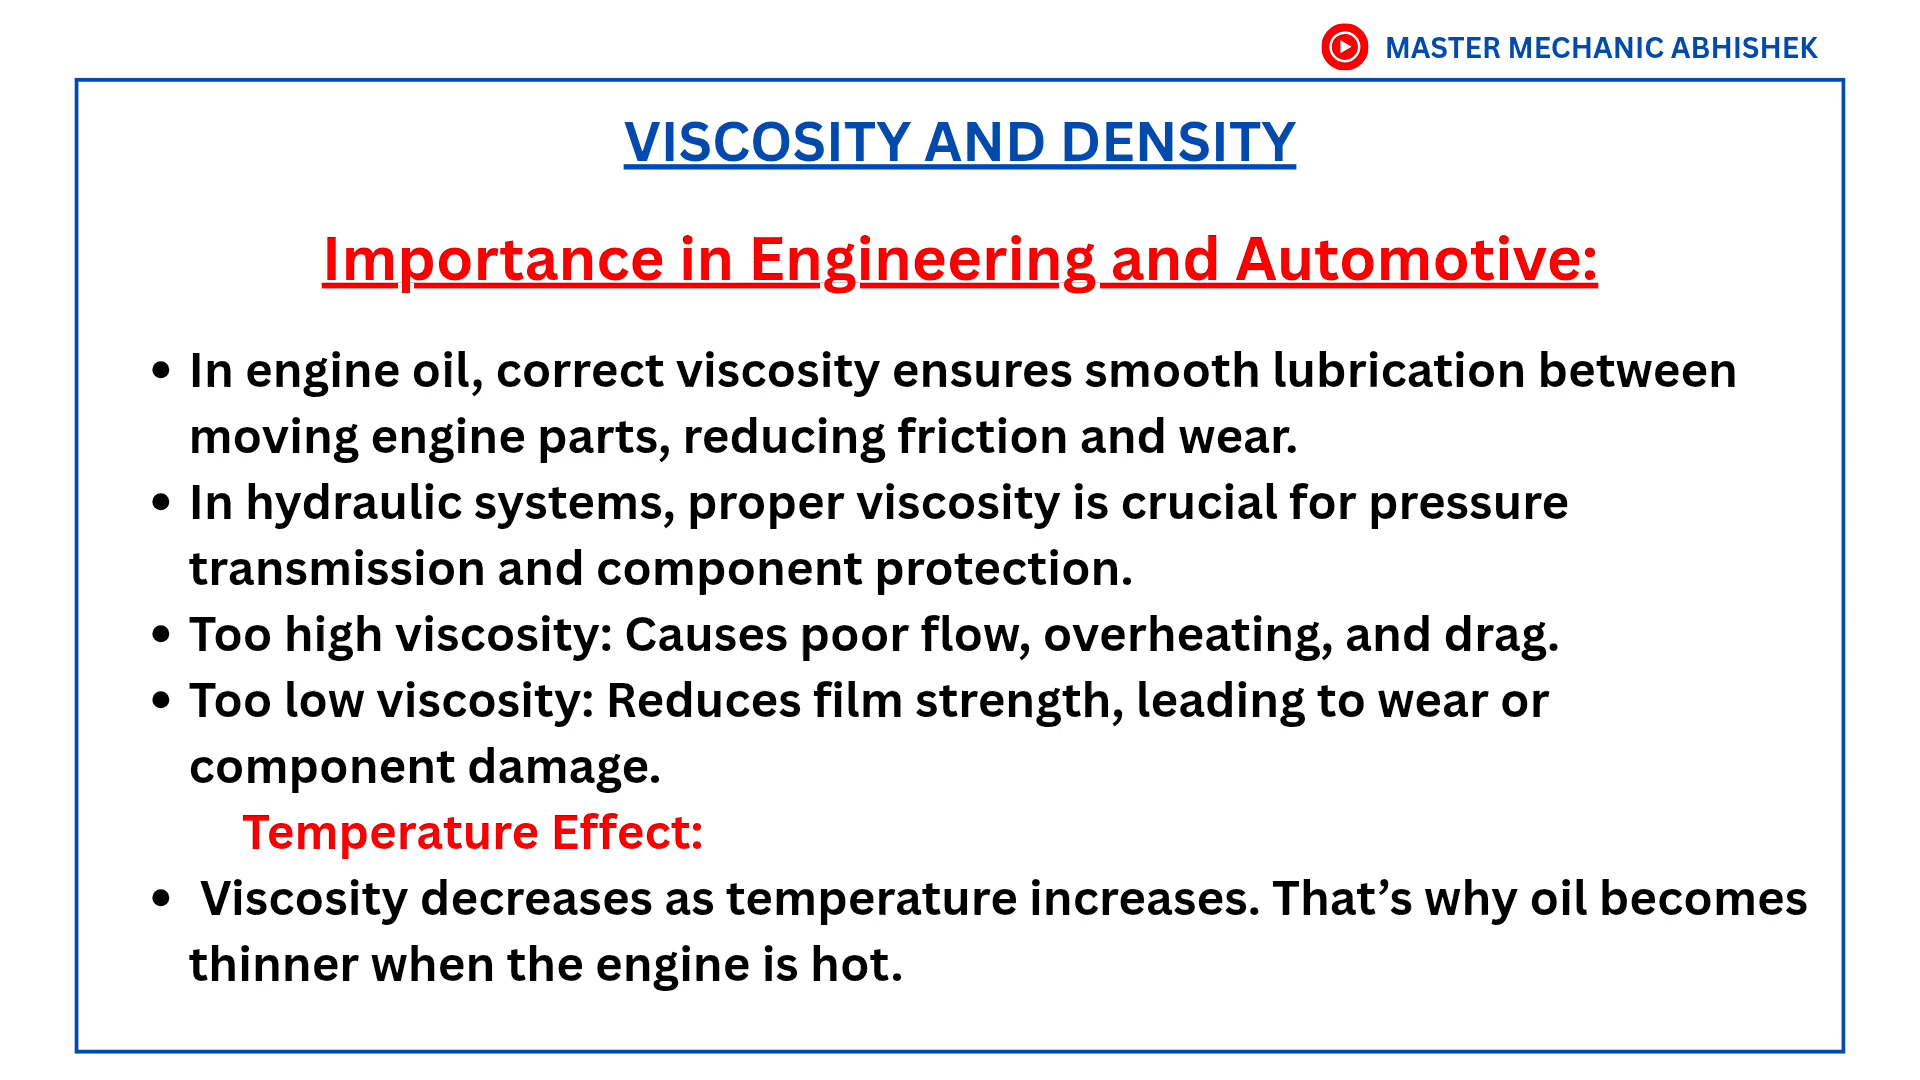 MASTER MECHANIC ABHISHEK
VISCOSITY AND DENSITY
Importance in Engineering and Automotive:
• In engine oil, correct viscosity ensures smooth lubrication between
moving engine parts, reducing friction and wear.
• In hydraulic systems, proper viscosity is crucial for pressure
transmission and component protection.
• Too high viscosity: Causes poor flow, overheating, and drag.
• Too low viscosity: Reduces film strength, leading to wear or
component damage.
Temperature Effect:
• Viscosity decreases as temperature increases. That’s why oil becomes
thinner when the engine is hot.